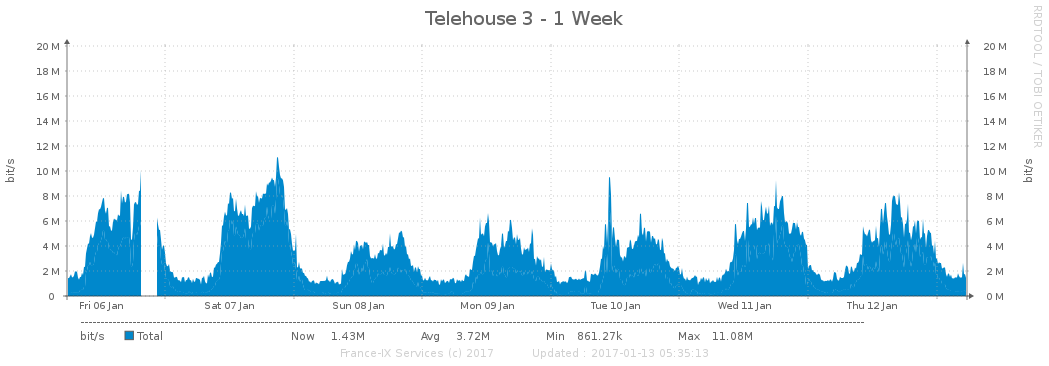 Telehouse 3 - 1 Week
RRDTOOL / TOBI OETIKER
20 M 20 M
18 M 18 M
16 M 16 M
14 M 14 M
12 M 12 M
10 M 10 M
8 M 8 M
6 M 6 M
4 M 4 M
2 M 2 M
0 0 M
bit/s bit/s
Fri 06 Jan Sat 07 Jan Sun 08 Jan Mon 09 Jan Tue 10 Jan Wed 11 Jan Thu 12 Jan
bit/s Total Now 1.43M Avg 3.72M Min 861.27k Max 11.08M
France-IX Services (c) 2017 Updated : 2017-01-13 05:35:13